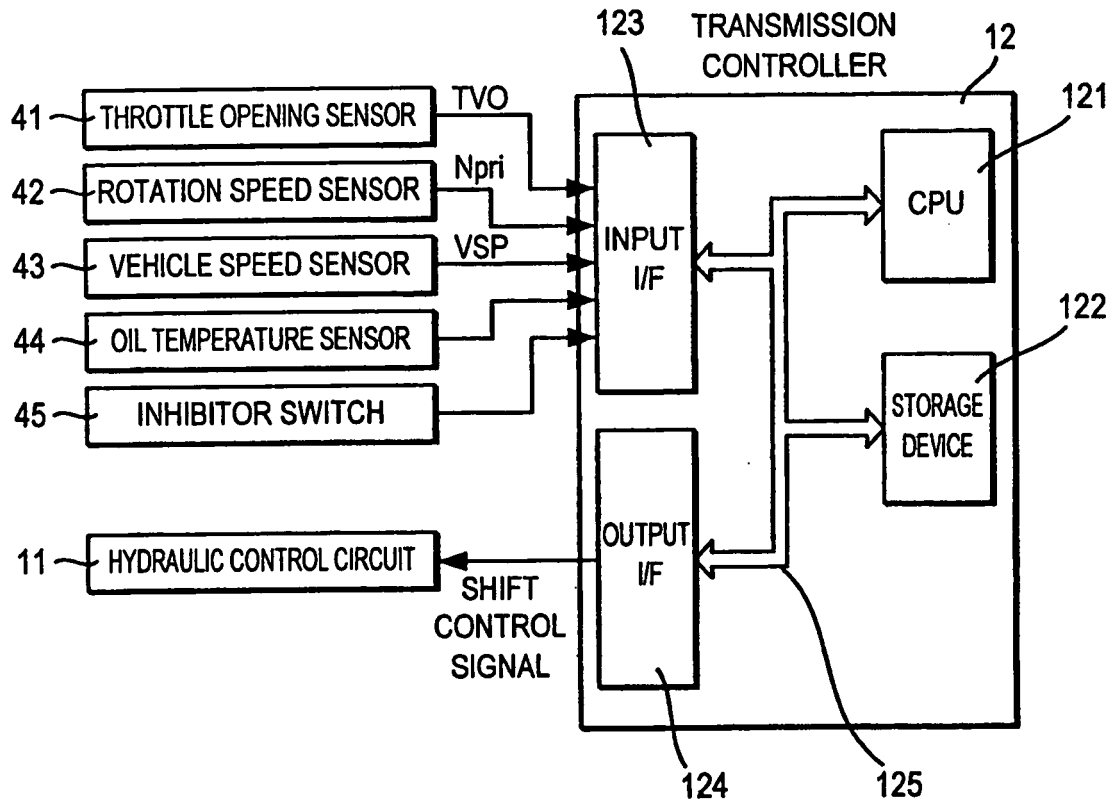 123
TRANSMISSION
CONTROLLER
12
121
41
THROTTLE OPENING SENSOR
TVO
42
ROTATION SPEED SENSOR
Npri
43
VEHICLE SPEED SENSOR
VSP
44
OIL TEMPERATURE SENSOR
45
INHIBITOR SWITCH
INPUT
I/F
CPU
122
STORAGE
DEVICE
11
HYDRAULIC CONTROL CIRCUIT
SHIFT
CONTROL
SIGNAL
OUTPUT
I/F
124
125